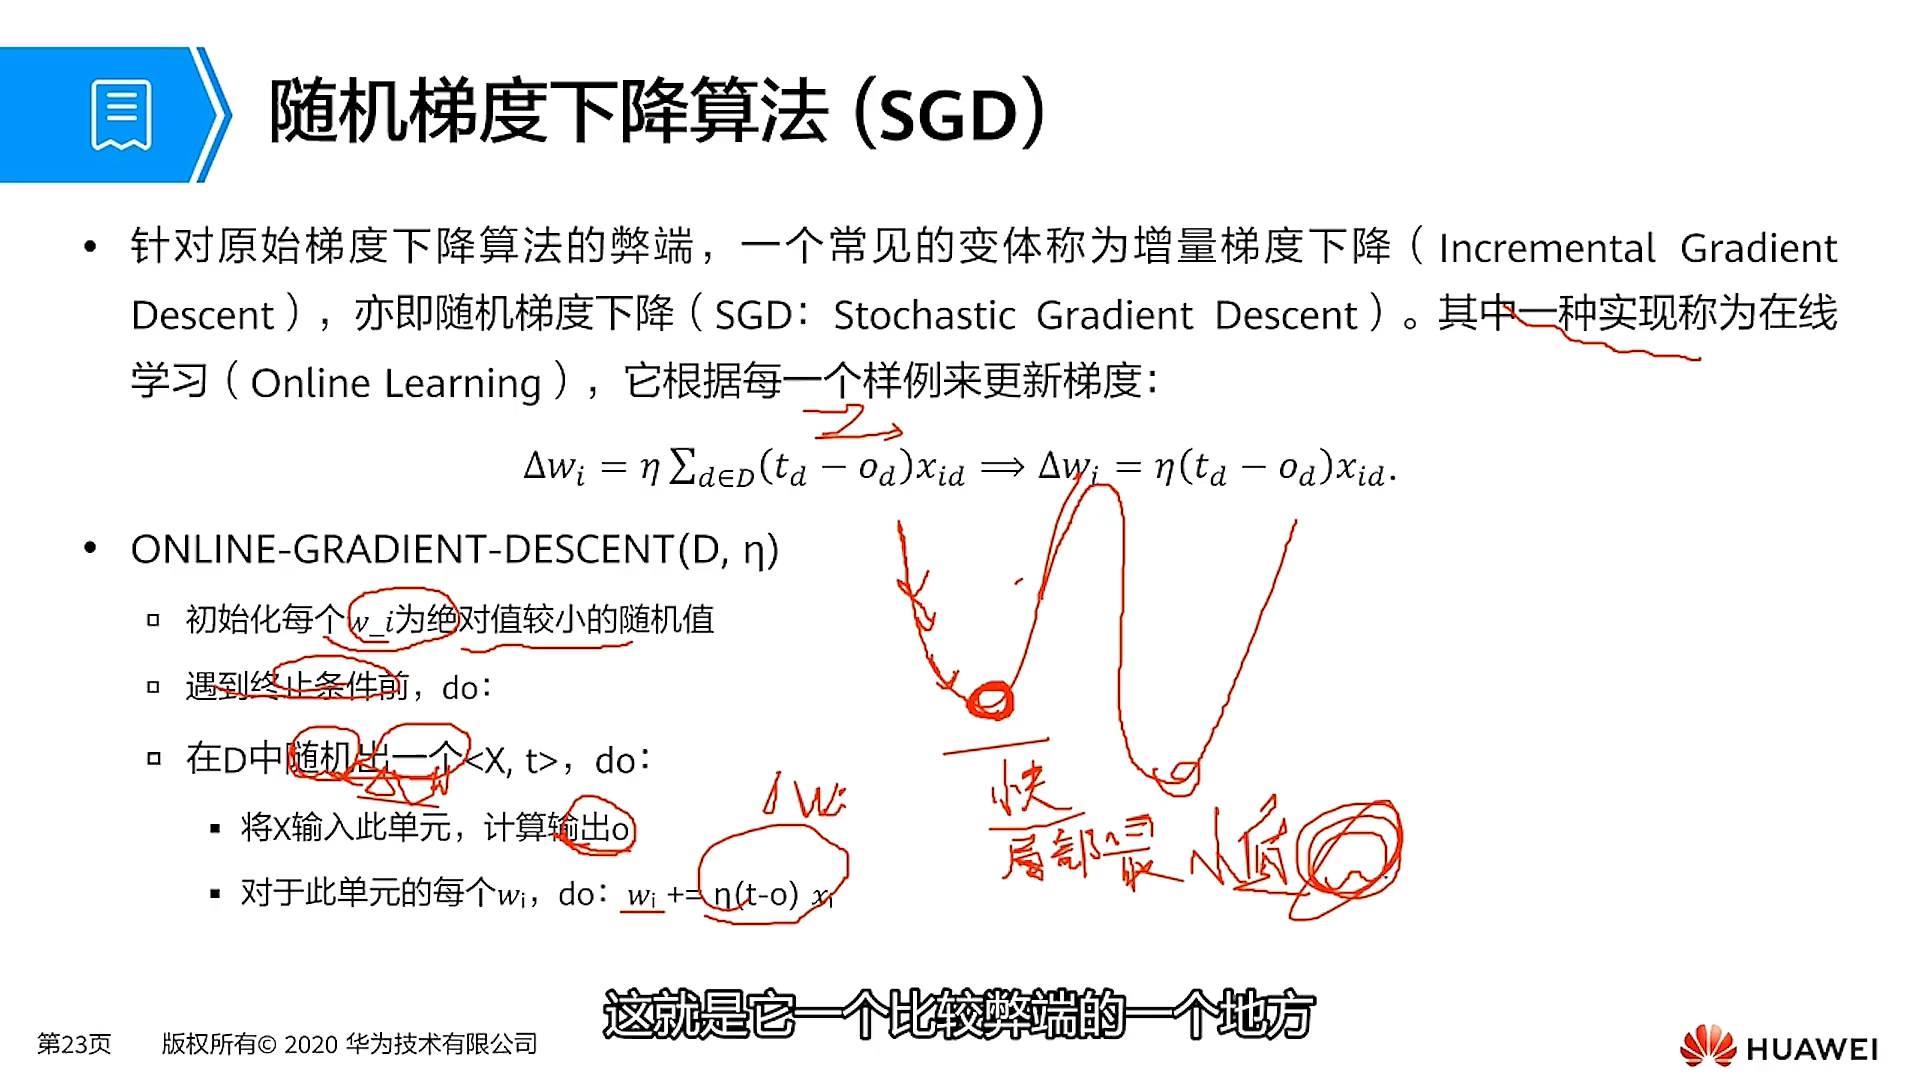 随机梯度下降算法 (SGD)
• 针对原始梯度下降算法的弊端，一个常见的变体称为增量梯度下降（Incremental Gradient
Descent），亦即随机梯度下降（SGD：Stochastic Gradient Descent）。其中一种实现称为在线
学习（Online Learning），它根据每一个样例来更新梯度：
Δwᵢ = η ∑_{d∈D}(t_d − o_d)x_{id} ⟹ Δwᵢ = η(t_d − o_d)x_{id}.
• ONLINE-GRADIENT-DESCENT(D, η)
▫ 初始化每个w_i为绝对值较小的随机值
▫ 遇到终止条件前，do：
▫ 在D中随机出一个<X, t>，do：
Δwi
快
▪ 将X输入此单元，计算输出o
局部最小值
▪ 对于此单元的每个wᵢ，do：wᵢ += η(t-o) xᵢ
这就是它一个比较弊端的一个地方
第23页 版权所有© 2020 华为技术有限公司
HUAWEI